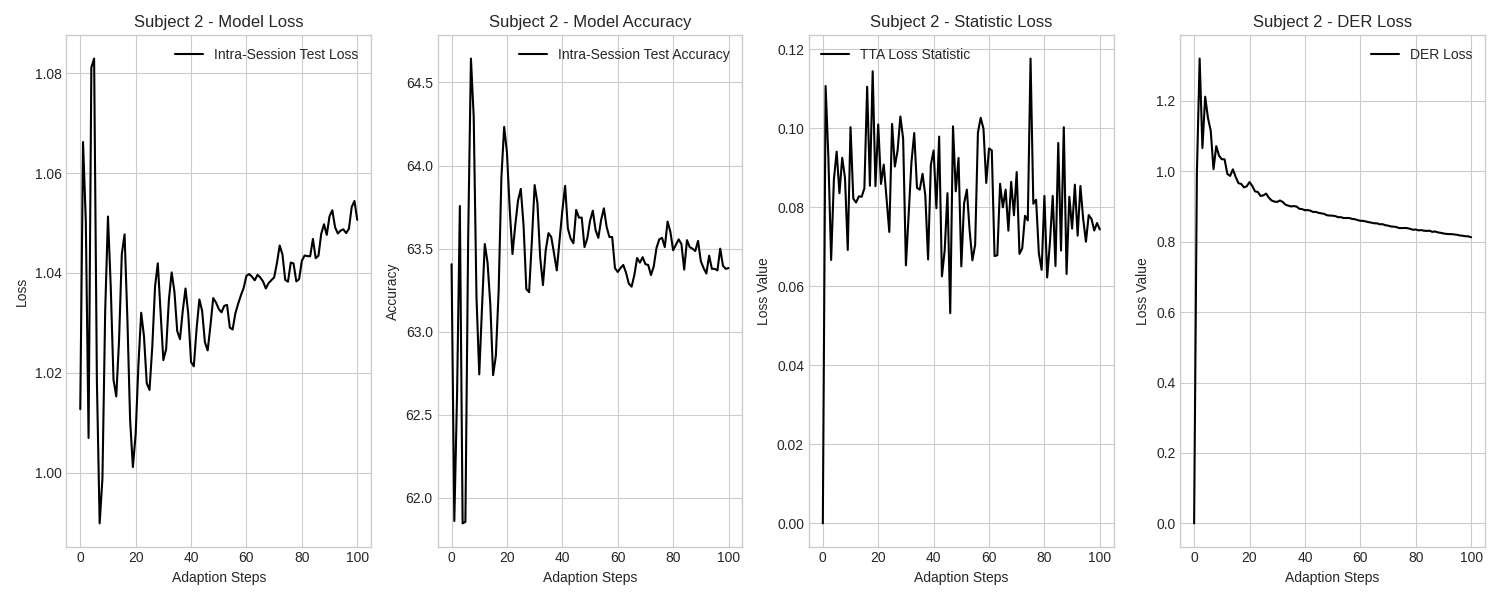 Subject 2 - Model Loss
Intra-Session Test Loss
1.08
1.06
1.04
1.02
1.00
Loss
0 20 40 60 80 100
Adaption Steps
Subject 2 - Model Accuracy
Intra-Session Test Accuracy
64.5
64.0
63.5
63.0
62.5
62.0
Accuracy
0 20 40 60 80 100
Adaption Steps
Subject 2 - Statistic Loss
TTA Loss Statistic
0.12
0.10
0.08
0.06
0.04
0.02
0.00
Loss Value
0 20 40 60 80 100
Adaption Steps
Subject 2 - DER Loss
DER Loss
1.2
1.0
0.8
0.6
0.4
0.2
0.0
Loss Value
0 20 40 60 80 100
Adaption Steps